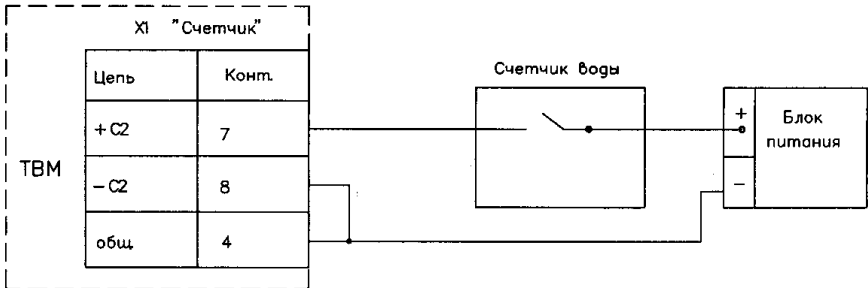 X1 "Счетчик"
Цепь Конт.
+C2 7
-C2 8
общ. 4
ТВМ
Счетчик воды
+
-
Блок
питания